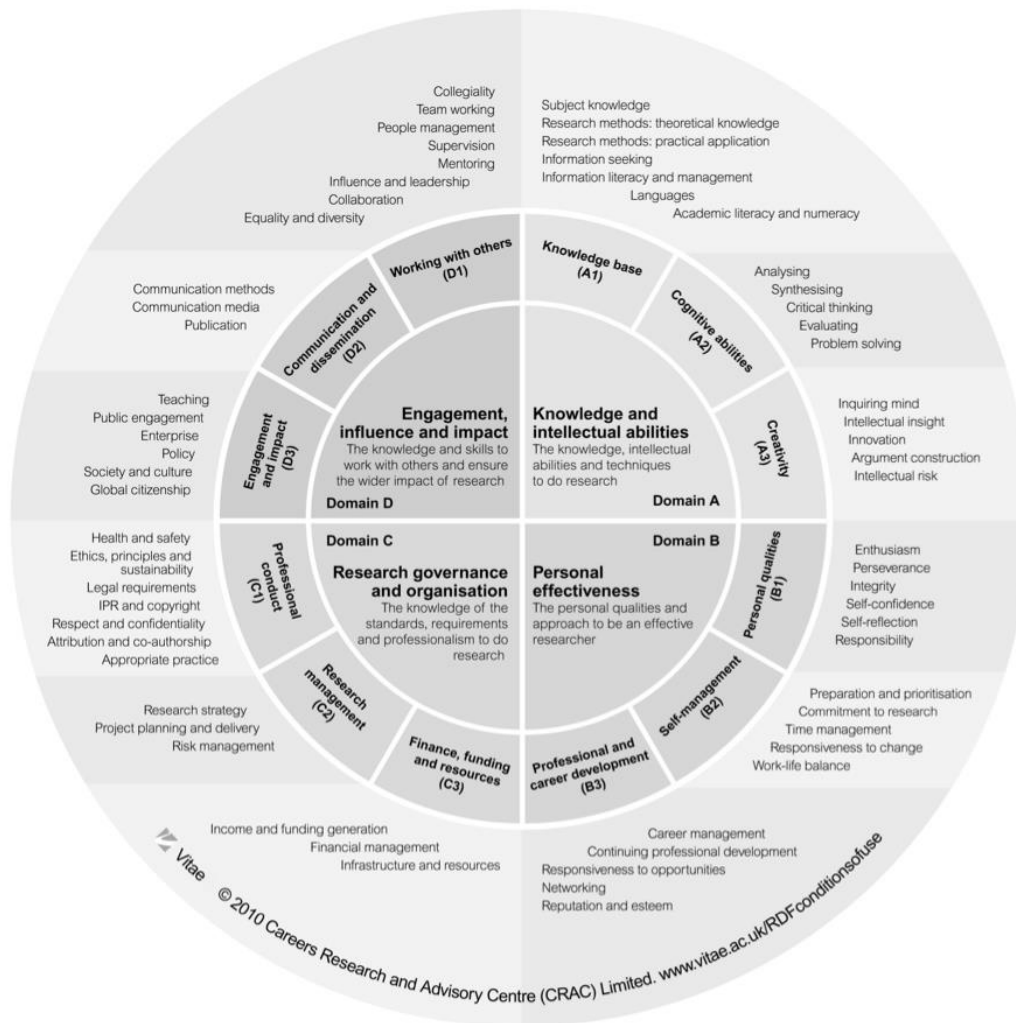 Collegiality
Team working
People management
Supervision
Mentoring
Influence and leadership
Collaboration
Equality and diversity
Subject knowledge
Research methods: theoretical knowledge
Research methods: practical application
Information seeking
Information literacy and management
Languages
Academic literacy and numeracy
Working with others
(D1)
Knowledge base
(A1)
Communication methods
Communication media
Publication
Communication and
dissemination
(D2)
Cognitive abilities
(A2)
Analysing
Synthesising
Critical thinking
Evaluating
Problem solving
Teaching
Public engagement
Enterprise
Policy
Society and culture
Global citizenship
Engagement
and impact
(D3)
Engagement,
influence and impact
The knowledge and skills to
work with others and ensure
the wider impact of research
Domain D
Knowledge and
intellectual abilities
The knowledge, intellectual
abilities and techniques
to do research
Domain A
Creativity
(A3)
Inquiring mind
Intellectual insight
Innovation
Argument construction
Intellectual risk
Health and safety
Ethics, principles and
sustainability
Legal requirements
IPR and copyright
Respect and confidentiality
Attribution and co-authorship
Appropriate practice
Professional
conduct
(C1)
Domain C
Research governance
and organisation
The knowledge of the
standards, requirements
and professionalism to do
research
Domain B
Personal
effectiveness
The personal qualities and
approach to be an effective
researcher
Personal qualities
(B1)
Enthusiasm
Perseverance
Integrity
Self-confidence
Self-reflection
Responsibility
Research strategy
Project planning and delivery
Risk management
Research
management
(C2)
Self-management
(B2)
Preparation and prioritisation
Commitment to research
Time management
Responsiveness to change
Work-life balance
Finance, funding
and resources
(C3)
Professional and
career development
(B3)
Income and funding generation
Financial management
Infrastructure and resources
Career management
Continuing professional development
Responsiveness to opportunities
Networking
Reputation and esteem
Vitae © 2010 Careers Research and Advisory Centre (CRAC) Limited. www.vitae.ac.uk/RDFconditionsofuse